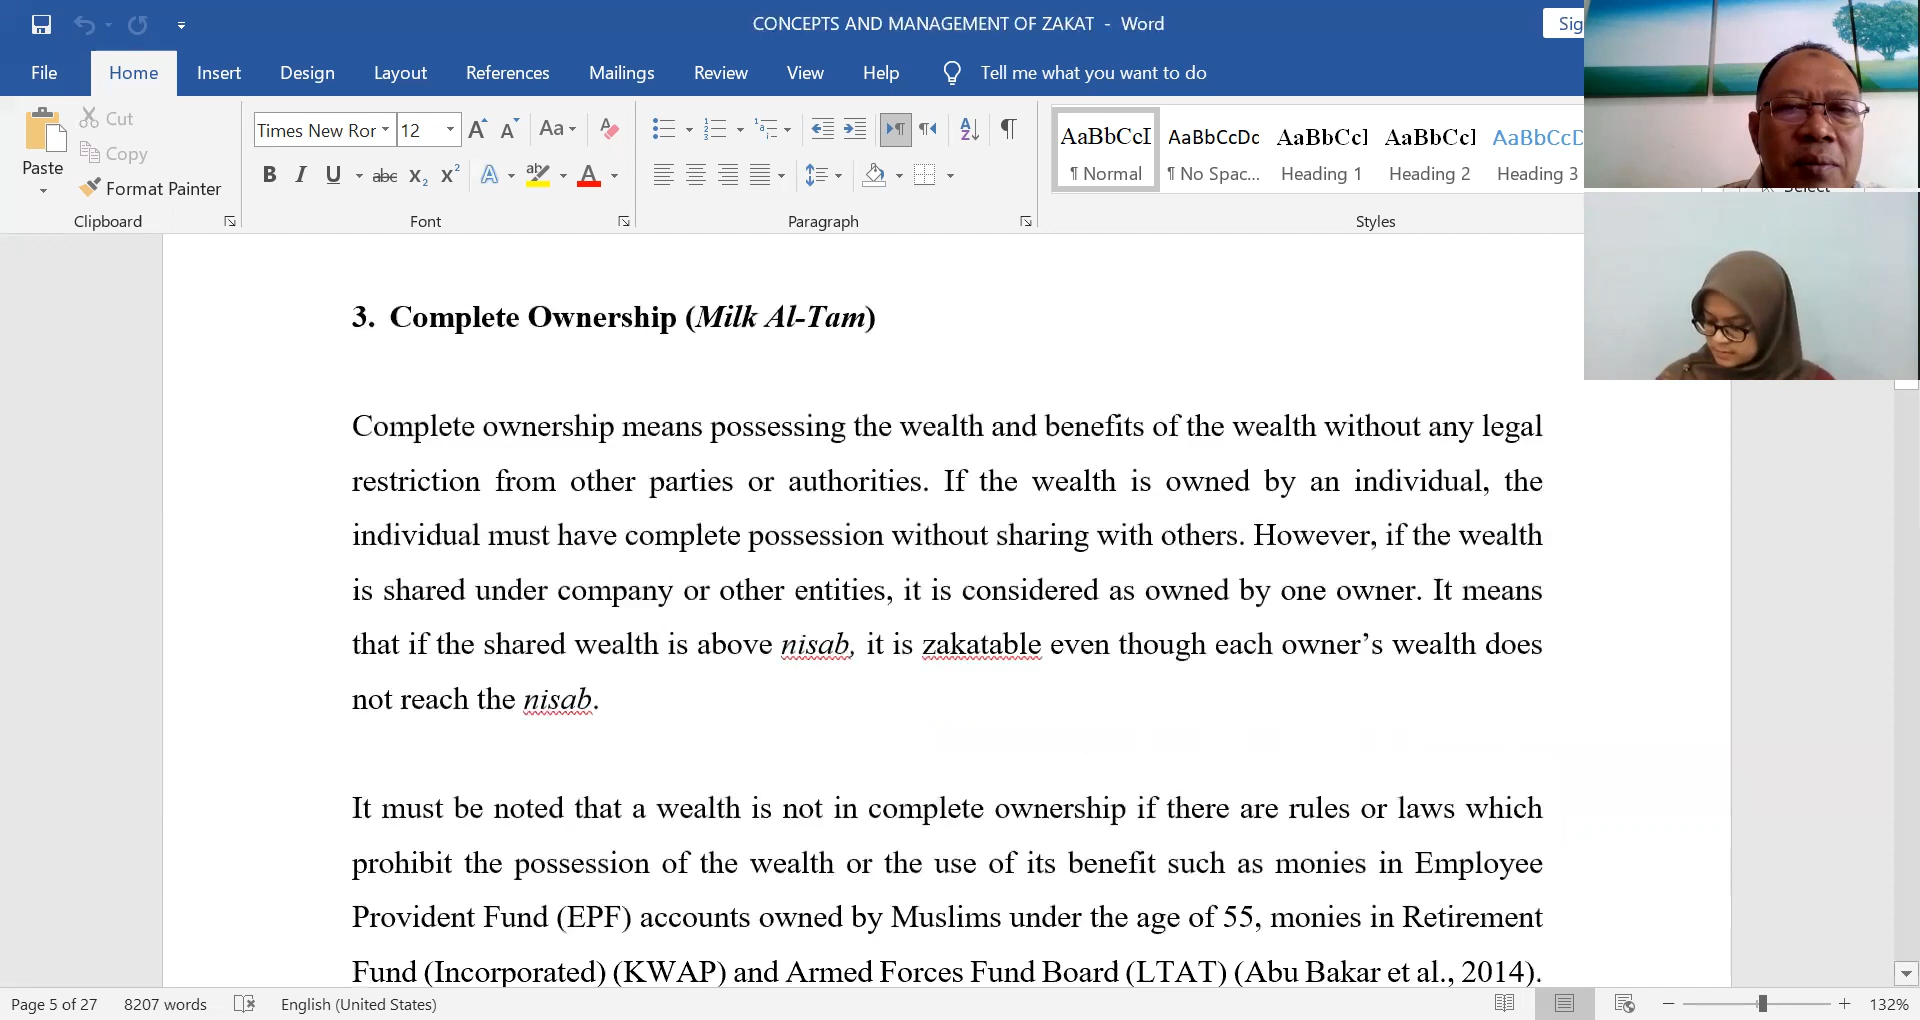 CONCEPTS AND MANAGEMENT OF ZAKAT - Word
Sig
File Home Insert Design Layout References Mailings Review View Help Tell me what you want to do
Paste
Cut
Copy
Format Painter
Clipboard
Times New Ror 12 Aa
B I U abc X2 X2 A ab A
Font
Paragraph
AaBbCcI AaBbCcDc AaBbCcI AaBbCcI AaBbCcD
¶ Normal ¶ No Spac... Heading 1 Heading 2 Heading 3
Styles
Select
3. Complete Ownership (Milk Al-Tam)
Complete ownership means possessing the wealth and benefits of the wealth without any legal
restriction from other parties or authorities. If the wealth is owned by an individual, the
individual must have complete possession without sharing with others. However, if the wealth
is shared under company or other entities, it is considered as owned by one owner. It means
that if the shared wealth is above nisab, it is zakatable even though each owner’s wealth does
not reach the nisab.
It must be noted that a wealth is not in complete ownership if there are rules or laws which
prohibit the possession of the wealth or the use of its benefit such as monies in Employee
Provident Fund (EPF) accounts owned by Muslims under the age of 55, monies in Retirement
Fund (Incorporated) (KWAP) and Armed Forces Fund Board (LTAT) (Abu Bakar et al., 2014).
Page 5 of 27 8207 words English (United States) 132%